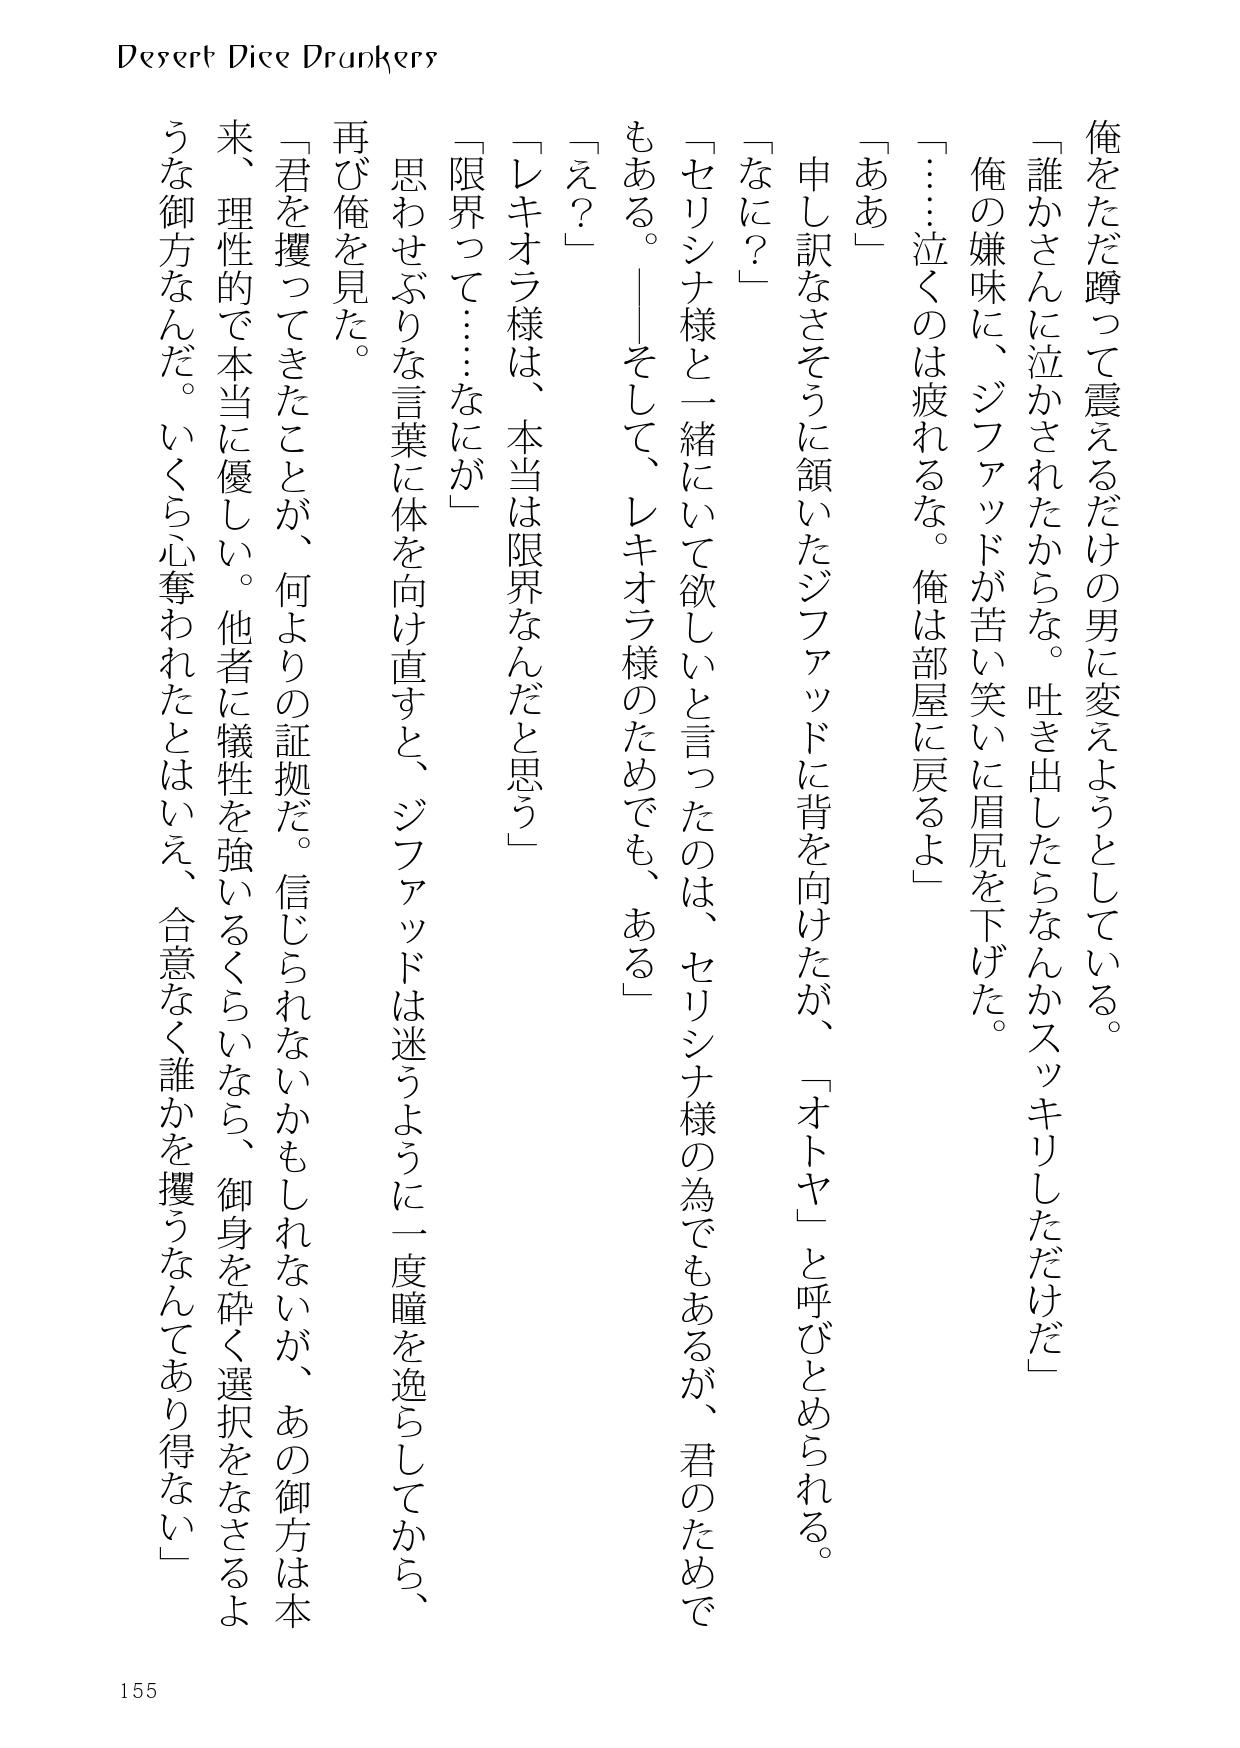 Desert Dice Drunkers
俺をただ蹲って震えるだけの男に変えようとしている。
「誰かさんに泣かされたからな。吐き出したらなんかスッキリしただけだ」
俺の嫌味に、ジファッドが苦い笑いに眉尻を下げた。
「……泣くのは疲れるな。俺は部屋に戻るよ」
「ああ」
申し訳なさそうに頷いたジファッドに背を向けたが、「オトヤ」と呼びとめられる。
「なに？」
「セリシナ様と一緒にいて欲しいと言ったのは、セリシナ様の為でもあるが、君のためで
もある。――そして、レキオラ様のためでも、ある」
「え？」
「レキオラ様は、本当は限界なんだと思う」
「限界って……なにが」
思わせぶりな言葉に体を向け直すと、ジファッドは迷うように一度瞳を逸らしてから、
再び俺を見た。
「君を攫ってきたことが、何よりの証拠だ。信じられないかもしれないが、あの御方は本
来、理性的で本当に優しい。他者に犠牲を強いるくらいなら、御身を砕く選択をなさるよ
うな御方なんだ。いくら心奪われたとはいえ、合意なく誰かを攫うなんてあり得ない」
155